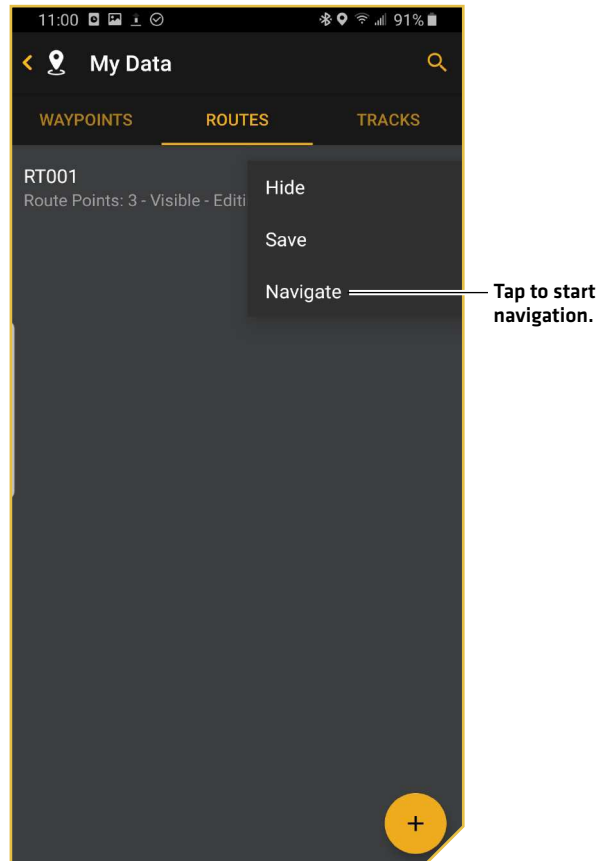 11:00 91%
My Data
WAYPOINTS ROUTES TRACKS
RT001
Route Points: 3 - Visible - Editi
Hide
Save
Navigate
Tap to start
navigation.
+